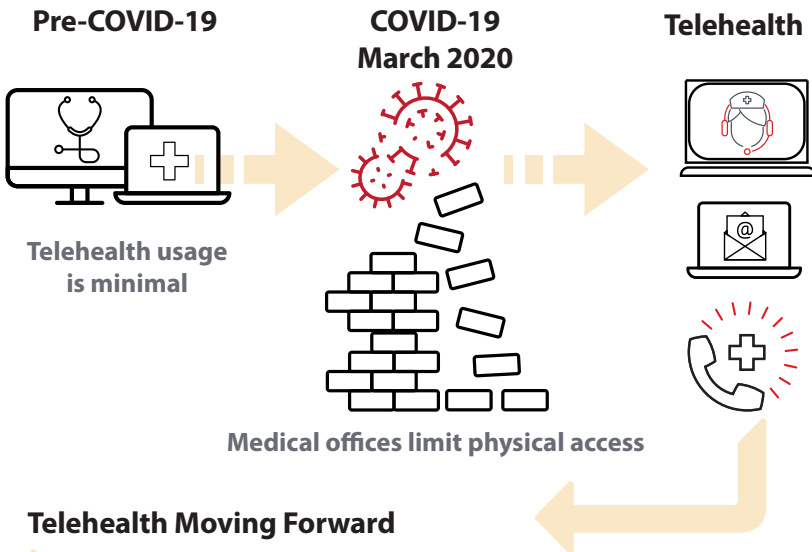 Pre-COVID-19
COVID-19
March 2020
Telehealth
Telehealth usage
is minimal
@
Medical offices limit physical access
Telehealth Moving Forward